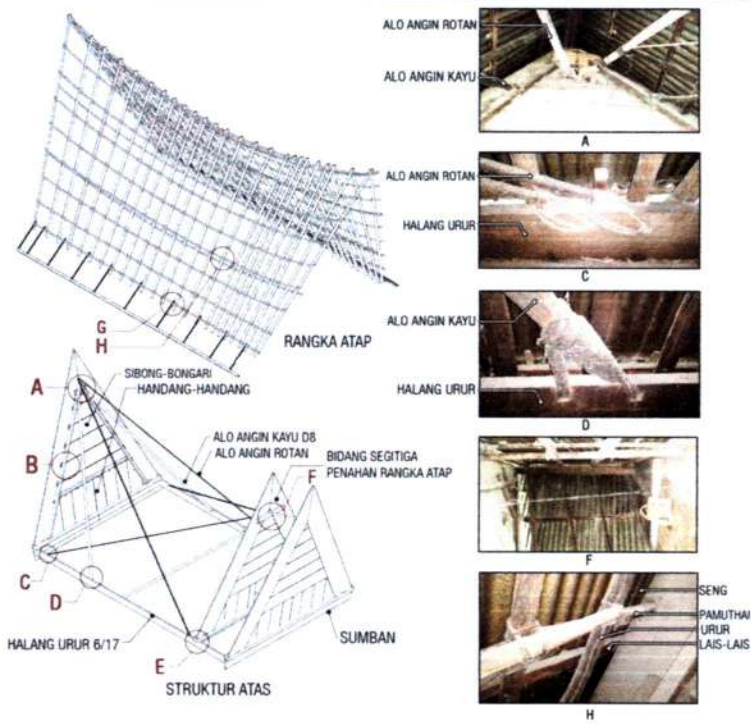 G
H
RANGKA ATAP
A
SIBONG-BONGARI
HANDANG-HANDANG
ALO ANGIN KAYU D8
ALO ANGIN ROTAN
BIDANG SEGITIGA
PENAHAN RANGKA ATAP
F
B
C
D
HALANG URUR 6/17
E
SUMBAN
STRUKTUR ATAS
ALO ANGIN ROTAN
ALO ANGIN KAYU
A
ALO ANGIN ROTAN
HALANG URUR
C
ALO ANGIN KAYU
HALANG URUR
D
F
SENG
PAMUTHAI
URUR
LAIS-LAIS
H